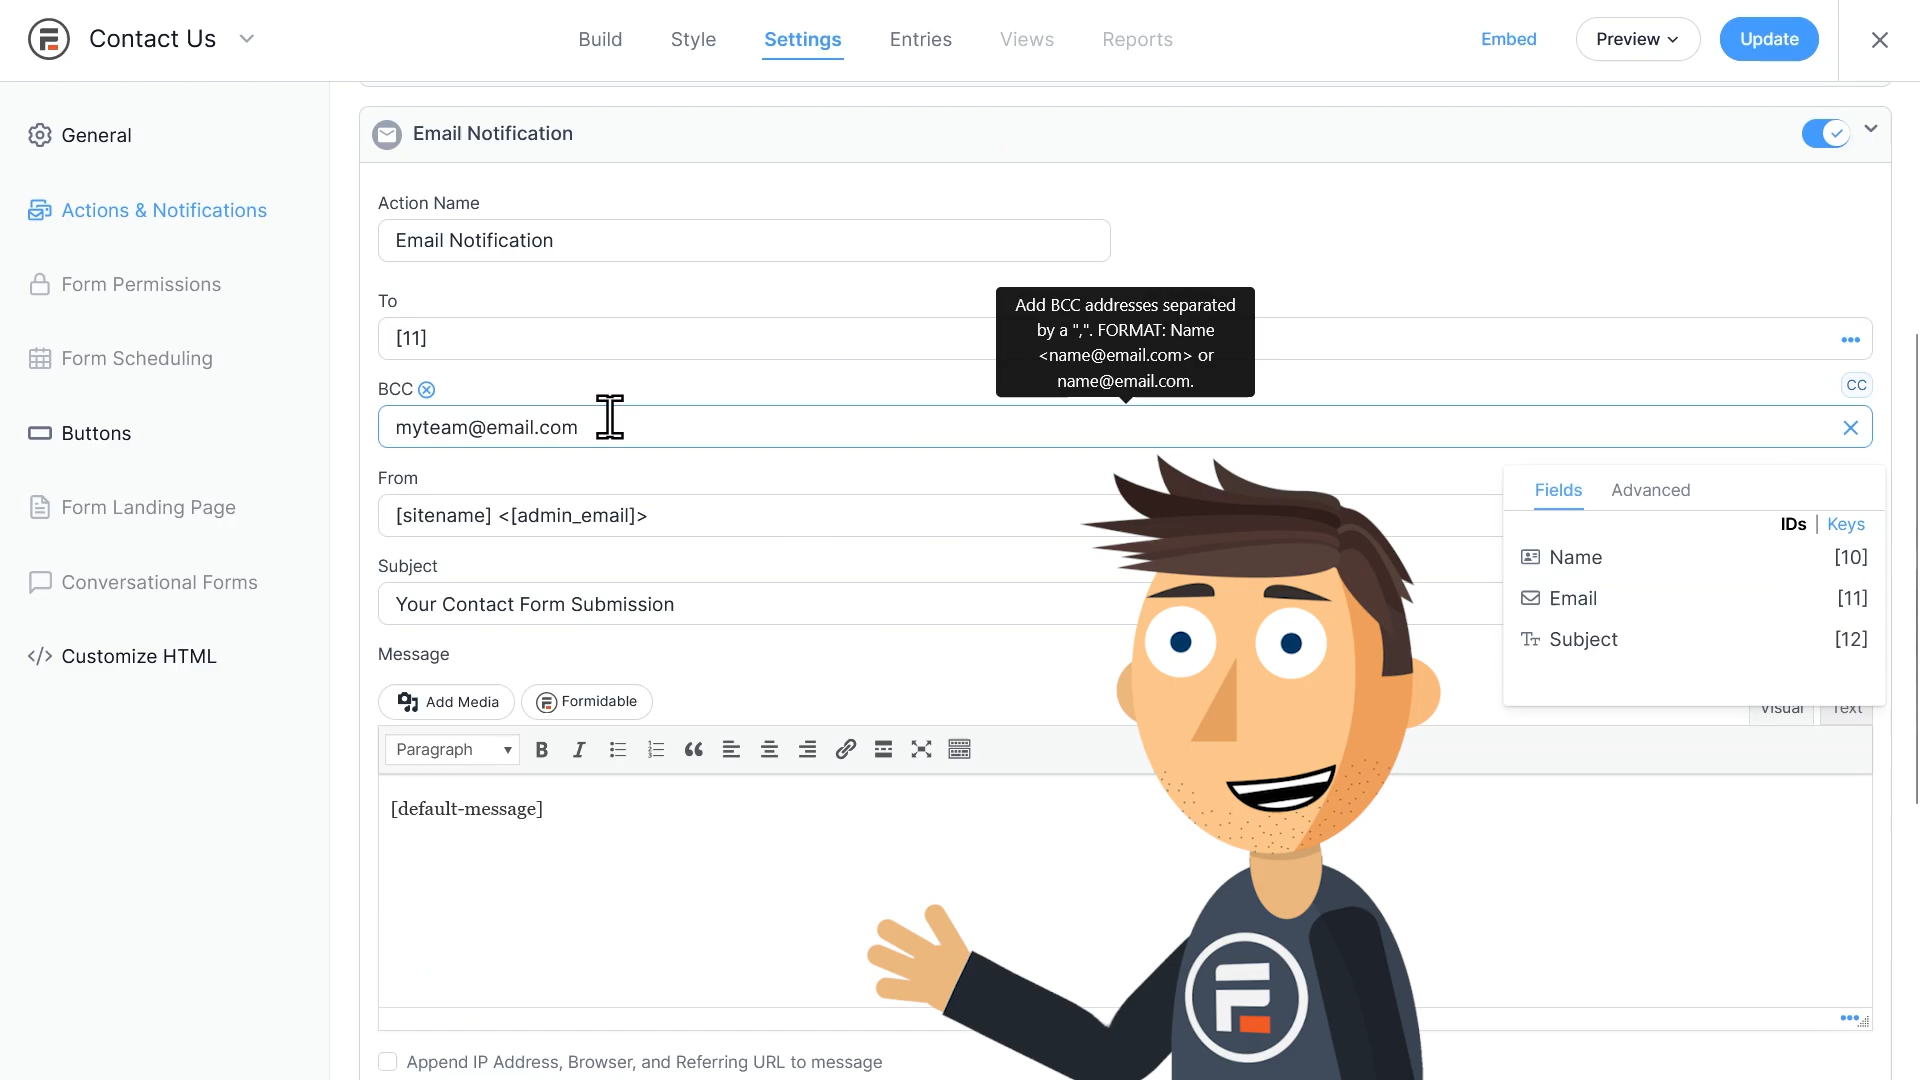 Contact Us
Build Style Settings Entries Views Reports
Embed Preview Update
General
Actions & Notifications
Form Permissions
Form Scheduling
Buttons
Form Landing Page
Conversational Forms
Customize HTML
Email Notification
Action Name
Email Notification
To
[11]
Add BCC addresses separated
by a ",". FORMAT: Name
<name@email.com> or
name@email.com.
BCC
CC
myteam@email.com
From
[sitename] <[admin_email]>
Subject
Your Contact Form Submission
Fields Advanced
IDs | Keys
Name [10]
Email [11]
Subject [12]
Message
Add Media Formidable
Visual Text
Paragraph
[default-message]
Append IP Address, Browser, and Referring URL to message